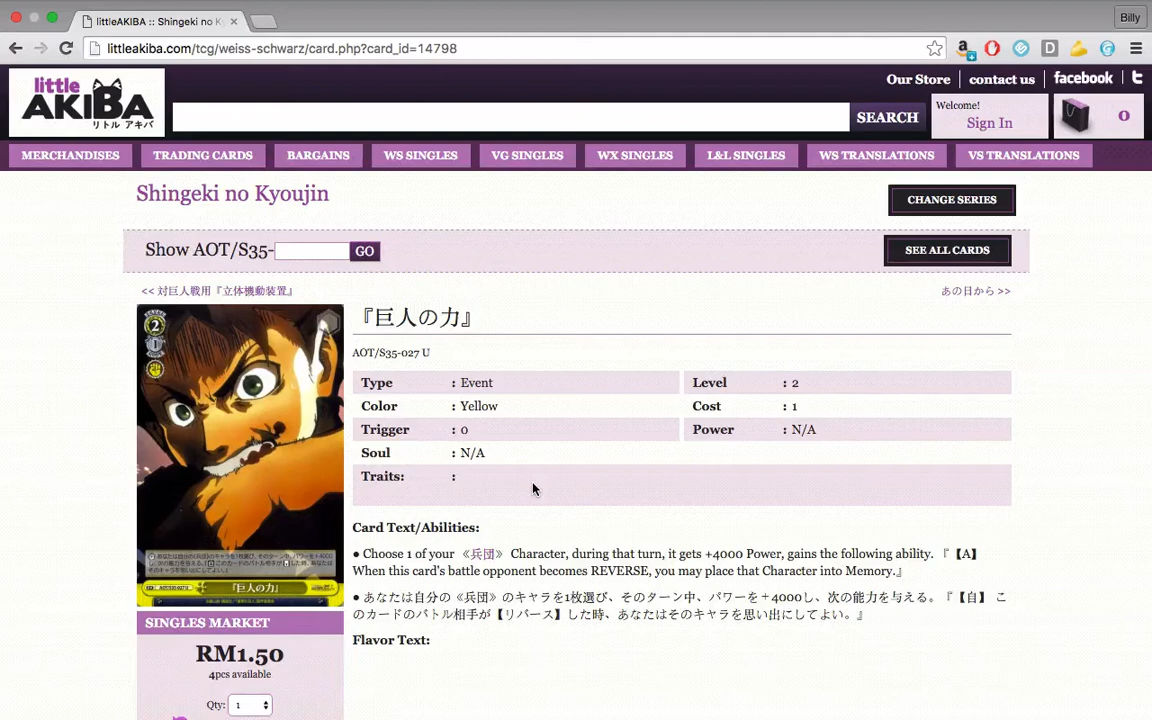 Billy
littleAKIBA :: Shingeki no K
littleakiba.com/tcg/weiss-schwarz/card.php?card_id=14798
Our Store contact us facebook
little
AKIBA
リトル アキバ
SEARCH
Welcome!
Sign In
0
MERCHANDISES TRADING CARDS BARGAINS WS SINGLES VG SINGLES WX SINGLES L&L SINGLES WS TRANSLATIONS VS TRANSLATIONS
Shingeki no Kyoujin
CHANGE SERIES
Show AOT/S35- GO
SEE ALL CARDS
<< 対巨人戦用『立体機動装置』
あの日から >>
『巨人の力』
AOT/S35-027 U
Type : Event
Level : 2
Color : Yellow
Cost : 1
Trigger : 0
Power : N/A
Soul : N/A
Traits: :
Card Text/Abilities:
● Choose 1 of your 《兵団》 Character, during that turn, it gets +4000 Power, gains the following ability. 『【A】
When this card's battle opponent becomes REVERSE, you may place that Character into Memory.』
● あなたは自分の《兵団》のキャラを1枚選び、そのターン中、パワーを＋4000し、次の能力を与える。『【自】 こ
のカードのバトル相手が【リバース】した時、あなたはそのキャラを思い出にしてよい。』
Flavor Text:
2
1
『巨人の力』
SINGLES MARKET
RM1.50
4pcs available
Qty: 1